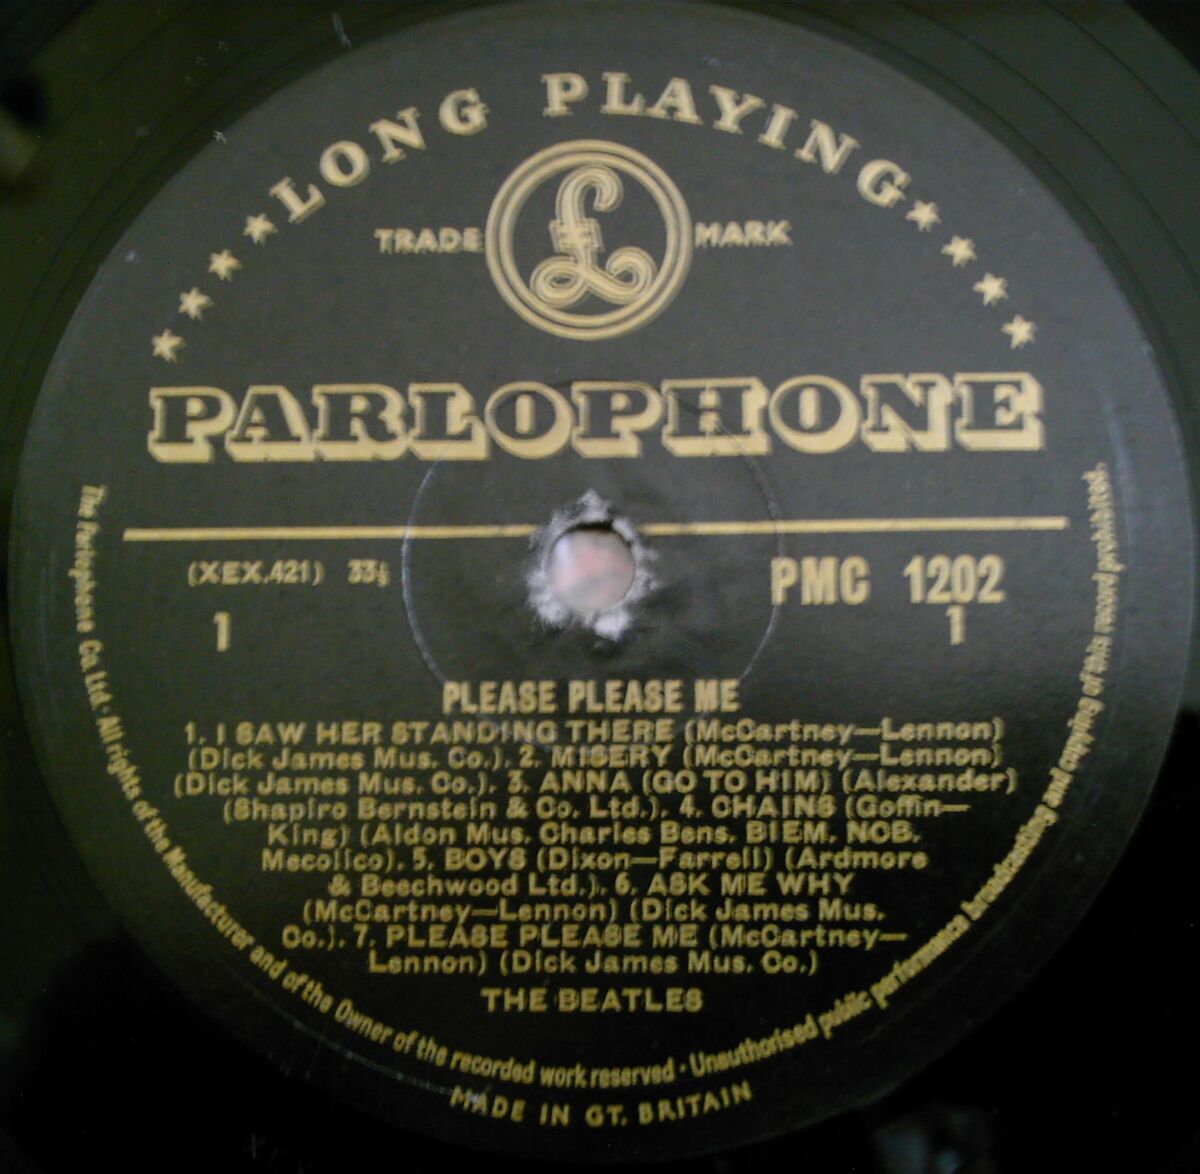 LONG PLAYING
TRADE £ MARK
PARLOPHONE
(XEX.421) 33⅓
PMC 1202
1
1
PLEASE PLEASE ME
1. I SAW HER STANDING THERE (McCartney—Lennon)
(Dick James Mus. Co.). 2. MISERY (McCartney—Lennon)
(Dick James Mus. Co.). 3. ANNA (GO TO HIM) (Alexander)
(Shapiro Bernstein & Co. Ltd.). 4. CHAINS (Goffin—
King) (Aldon Mus. Charles Bens. BIEM. NCB.
Mecolico). 5. BOYS (Dixon—Farrell) (Ardmore
& Beechwood Ltd.). 6. ASK ME WHY
(McCartney—Lennon) (Dick James Mus.
Co.). 7. PLEASE PLEASE ME (McCartney—
Lennon) (Dick James Mus. Co.)
THE BEATLES
The Parlophone Co. Ltd · All rights of the Manufacturer and of the Owner of the recorded work reserved · Unauthorised public performance broadcasting and copying of this record prohibited.
MADE IN GT. BRITAIN